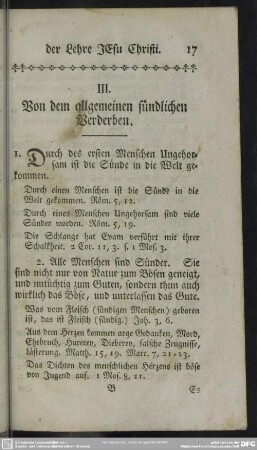 der Lehre JEsu Christi. 17
III.
Von dem allgemeinen sündlichen
Verderben.
1. Durch des ersten Menschen Ungehor-
sam ist die Sünde in die Welt ge-
kommen.
Durch einen Menschen ist die Sünde in die
Welt gekommen. Röm. 5, 12.
Durch eines Menschen Ungehorsam sind viele
Sünder worden. Röm. 5, 19.
Die Schlange hat Evam verführt mit ihrer
Schalkheit. 2 Cor. 11, 3. s. 1 Mos. 3.
2. Alle Menschen sind Sünder. Sie
sind nicht nur von Natur zum Bösen geneigt,
und untüchtig zum Guten, sondern thun auch
wirklich das Böse, und unterlassen das Gute.
Was vom Fleisch (sündigen Menschen) geboren
ist, das ist Fleisch (sündig.) Joh. 3, 6.
Aus dem Herzen kommen arge Gedanken, Mord,
Ehebruch, Hurerey, Dieberey, falsche Zeugnisse,
Lästerung. Matth. 15, 19. Marc. 7, 21-23.
Das Dichten des menschlichen Herzens ist böse
von Jugend auf. 1 Mos. 8, 21.
B Es
DFG